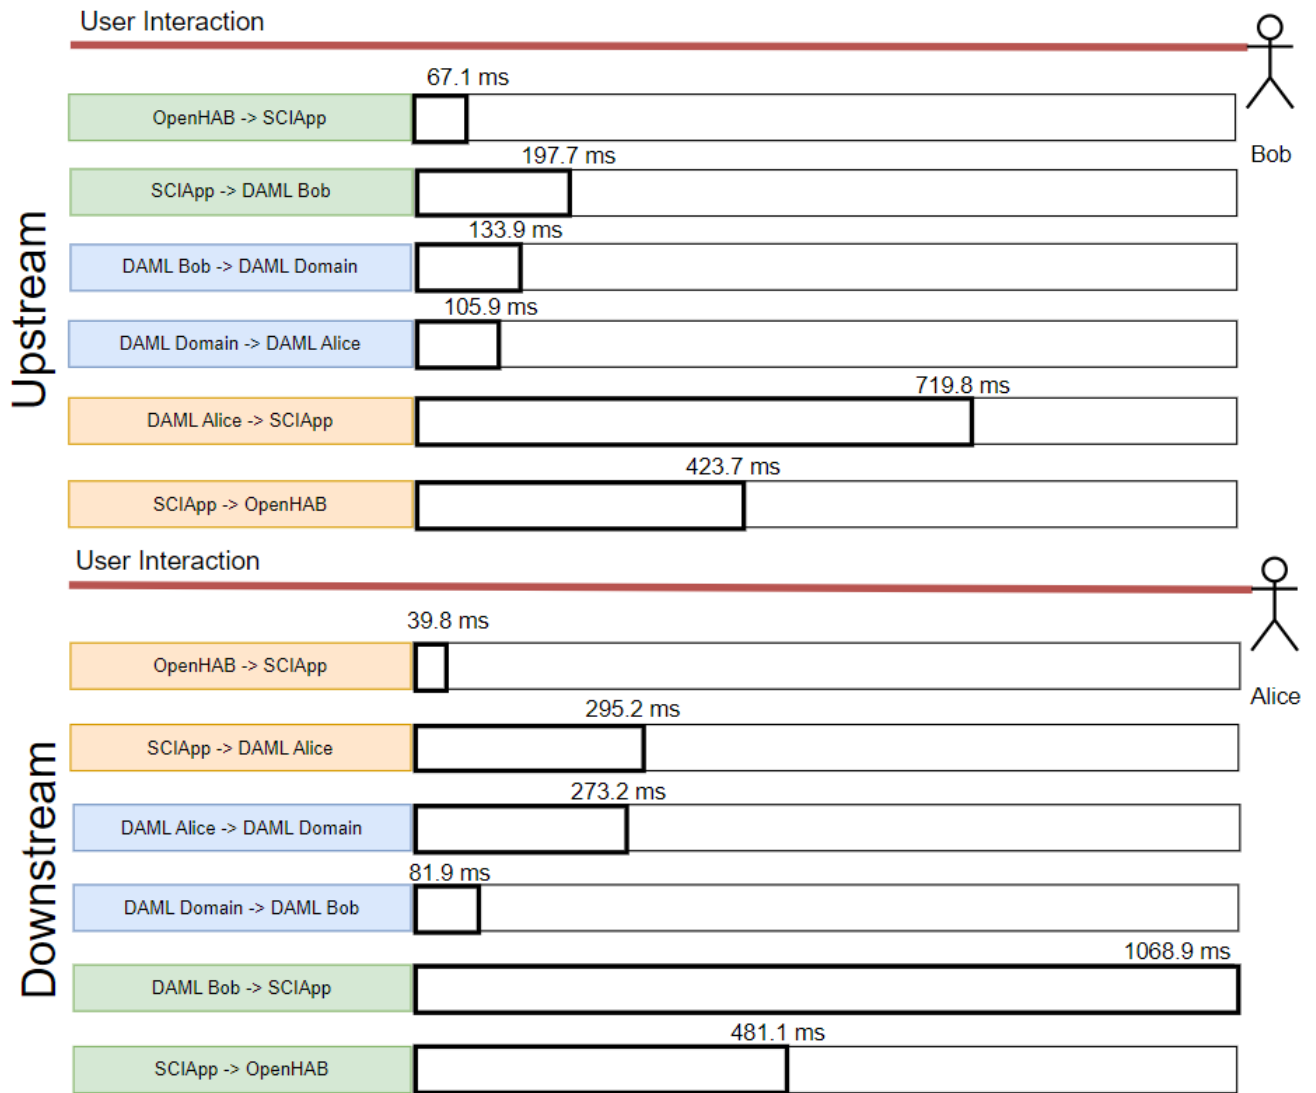 User Interaction
67.1 ms
OpenHAB -> SCIApp
Bob
197.7 ms
SCIApp -> DAML Bob
133.9 ms
DAML Bob -> DAML Domain
105.9 ms
DAML Domain -> DAML Alice
719.8 ms
DAML Alice -> SCIApp
423.7 ms
SCIApp -> OpenHAB
Upstream
User Interaction
39.8 ms
OpenHAB -> SCIApp
Alice
295.2 ms
SCIApp -> DAML Alice
273.2 ms
DAML Alice -> DAML Domain
81.9 ms
DAML Domain -> DAML Bob
1068.9 ms
DAML Bob -> SCIApp
481.1 ms
SCIApp -> OpenHAB
Downstream